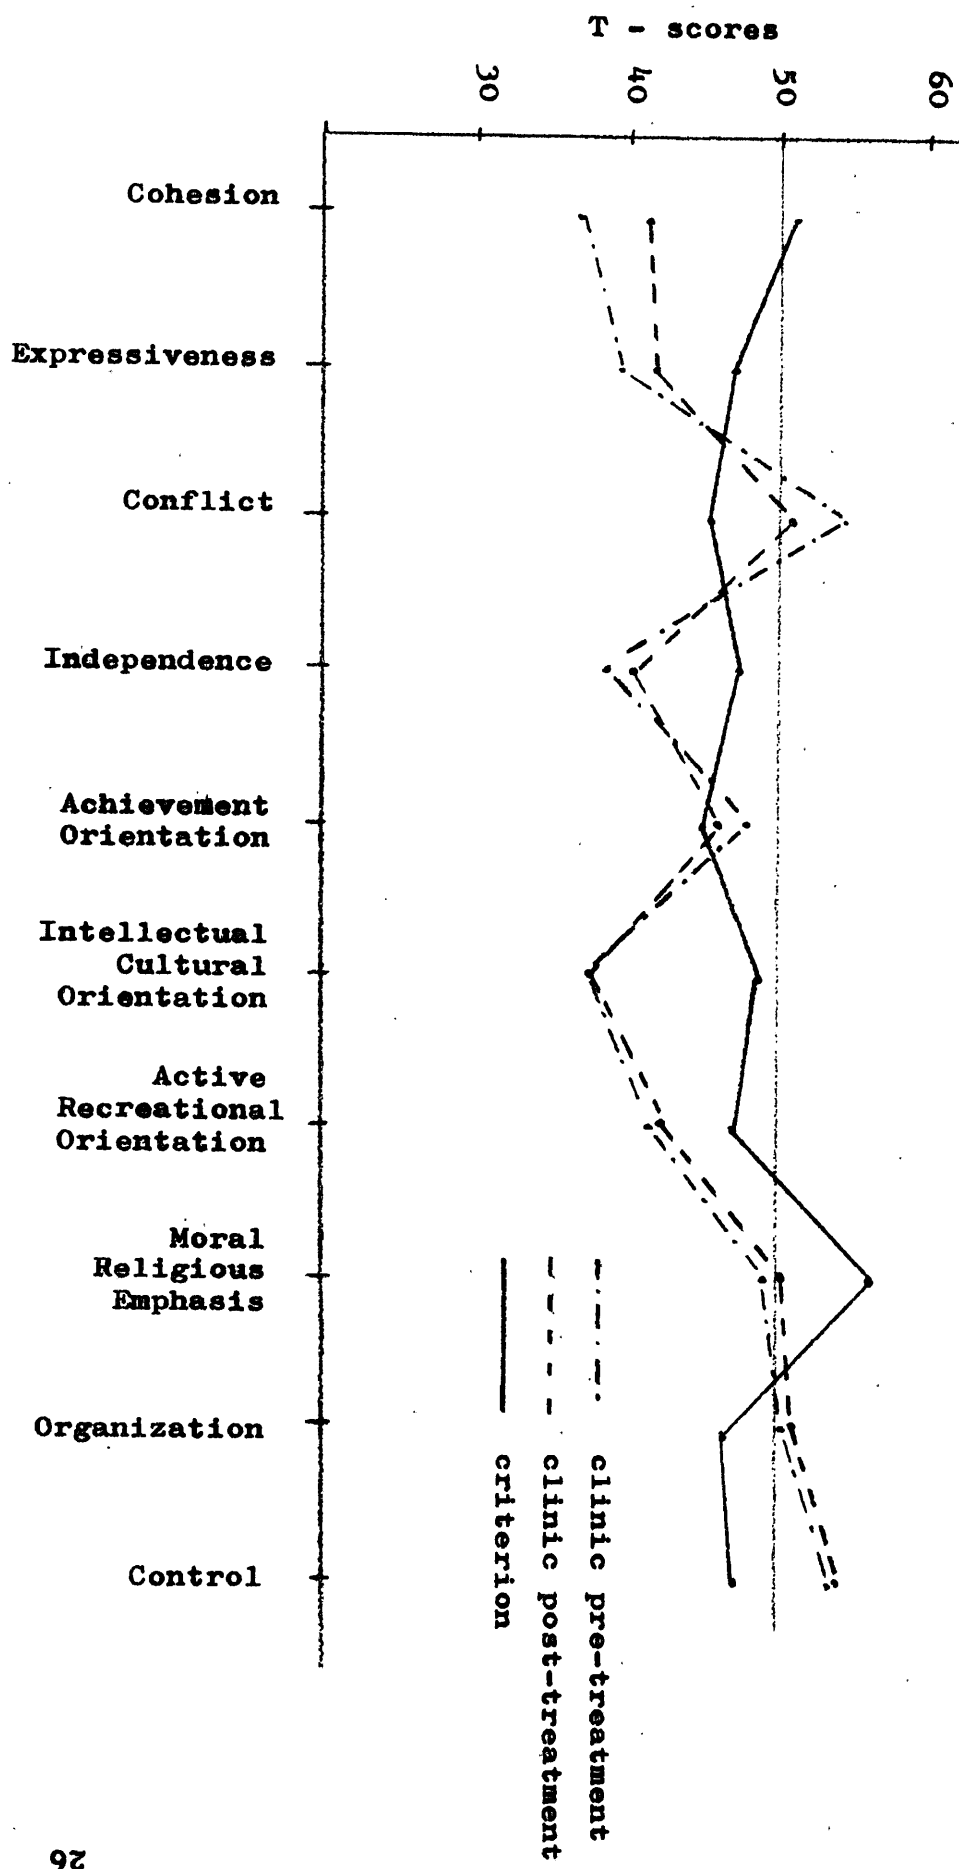 T - scores
30
40
50
60
Cohesion
Expressiveness
Conflict
Independence
Achievement
Orientation
Intellectual
Cultural
Orientation
Active
Recreational
Orientation
Moral
Religious
Emphasis
Organization
Control
clinic pre-treatment
clinic post-treatment
criterion
26